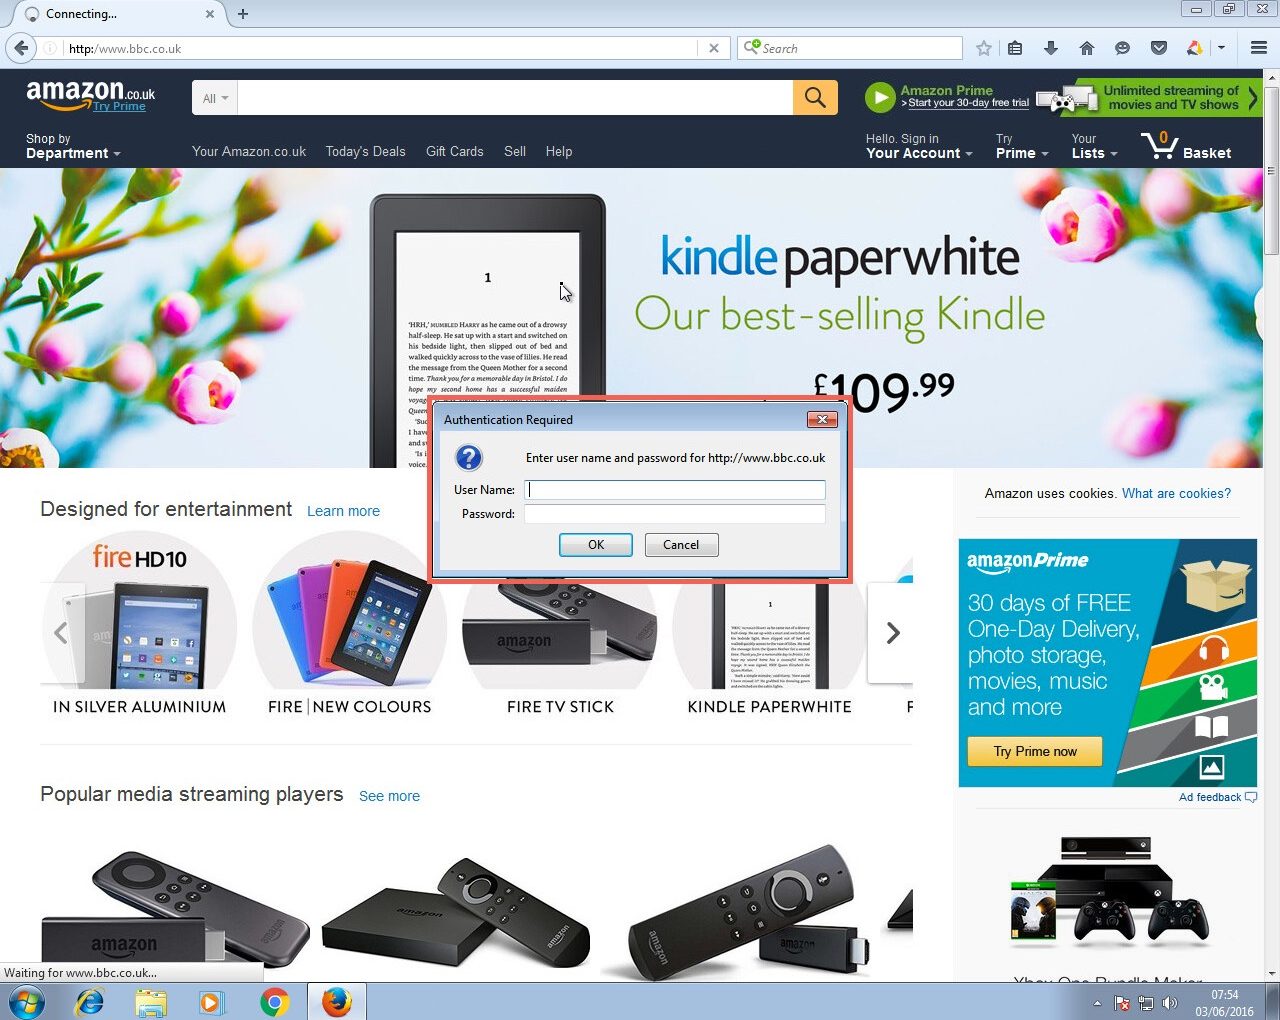 Connecting...
http://www.bbc.co.uk
Search
amazon.co.uk
Try Prime
All
Amazon Prime
>Start your 30-day free trial
Unlimited streaming of
movies and TV shows
Shop by
Department
Your Amazon.co.uk
Today's Deals
Gift Cards
Sell
Help
Hello. Sign in
Your Account
Try
Prime
Your
Lists
0
Basket
1
'HRH,' MUMBLED HARRY as he came out of a drowsy
half-sleep. He sat up with a start and switched on
his bedside light, then slipped out of bed and
walked quickly across to the vase of lilies. He read
the message from the Queen Mother for a second
time. Thank you for a memorable day in Bristol. I do
hope my second home has a successful maiden
kindle paperwhite
Our best-selling Kindle
£109.99
Authentication Required
Enter user name and password for http://www.bbc.co.uk
User Name:
Password:
OK
Cancel
Amazon uses cookies. What are cookies?
Designed for entertainment
Learn more
fire HD10
amazon
1
IN SILVER ALUMINIUM
FIRE | NEW COLOURS
FIRE TV STICK
KINDLE PAPERWHITE
F
amazonPrime
30 days of FREE
One-Day Delivery,
photo storage,
movies, music
and more
Try Prime now
Ad feedback
Popular media streaming players
See more
amazon
amazon
amazon
amazon
amazon
Xbox One Bundle Maker
Waiting for www.bbc.co.uk...
07:54
03/06/2016